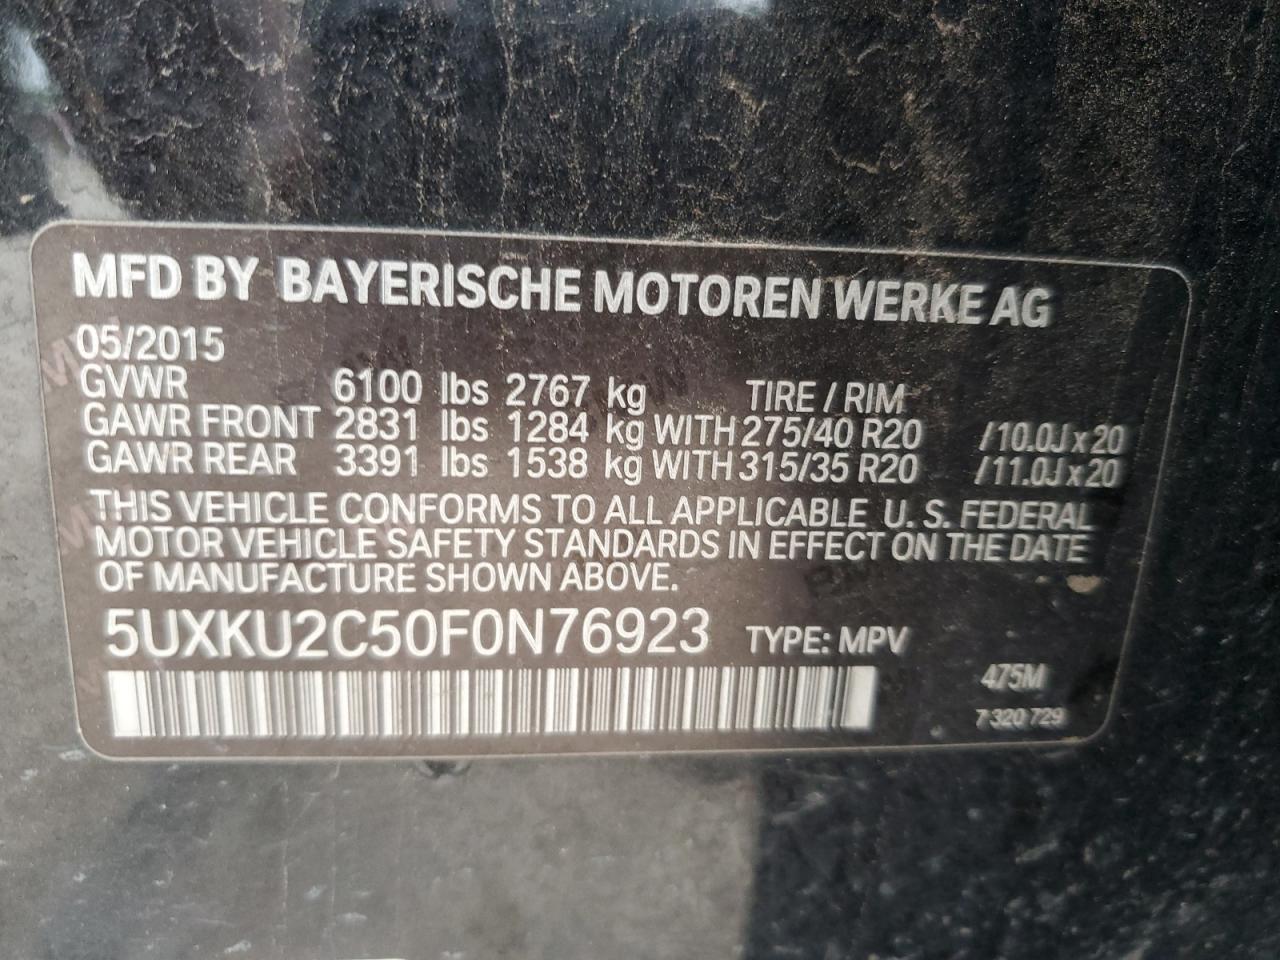 MFD BY BAYERISCHE MOTOREN WERKE AG
05/2015
GVWR 6100 lbs 2767 kg TIRE / RIM
GAWR FRONT 2831 lbs 1284 kg WITH 275/40 R20 /10.0J x 20
GAWR REAR 3391 lbs 1538 kg WITH 315/35 R20 /11.0J x 20
THIS VEHICLE CONFORMS TO ALL APPLICABLE U.S. FEDERAL
MOTOR VEHICLE SAFETY STANDARDS IN EFFECT ON THE DATE
OF MANUFACTURE SHOWN ABOVE.
5UXKU2C50F0N76923 TYPE: MPV
475M
7 320 729